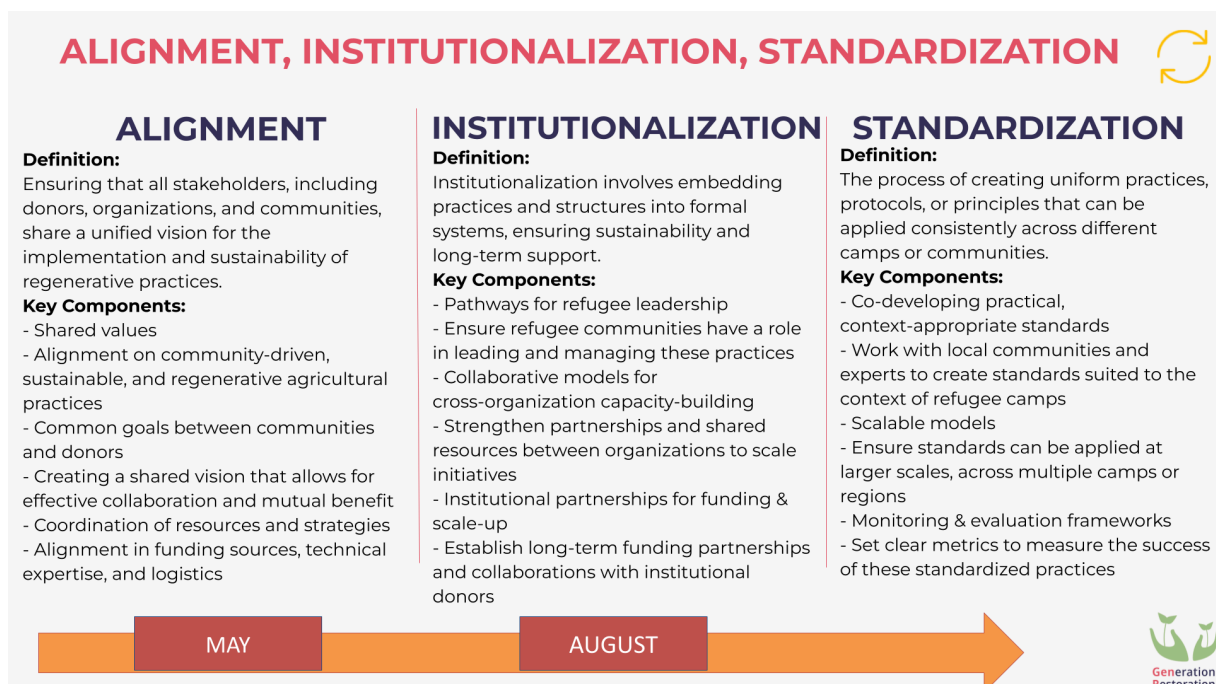 ALIGNMENT, INSTITUTIONALIZATION, STANDARDIZATION
ALIGNMENT
Definition:
Ensuring that all stakeholders, including
donors, organizations, and communities,
share a unified vision for the
implementation and sustainability of
regenerative practices.
Key Components:
- Shared values
- Alignment on community-driven,
sustainable, and regenerative agricultural
practices
- Common goals between communities
and donors
- Creating a shared vision that allows for
effective collaboration and mutual benefit
- Coordination of resources and strategies
- Alignment in funding sources, technical
expertise, and logistics
INSTITUTIONALIZATION
Definition:
Institutionalization involves embedding
practices and structures into formal
systems, ensuring sustainability and
long-term support.
Key Components:
- Pathways for refugee leadership
- Ensure refugee communities have a role
in leading and managing these practices
- Collaborative models for
cross-organization capacity-building
- Strengthen partnerships and shared
resources between organizations to scale
initiatives
- Institutional partnerships for funding &
scale-up
- Establish long-term funding partnerships
and collaborations with institutional
donors
STANDARDIZATION
Definition:
The process of creating uniform practices,
protocols, or principles that can be
applied consistently across different
camps or communities.
Key Components:
- Co-developing practical,
context-appropriate standards
- Work with local communities and
experts to create standards suited to the
context of refugee camps
- Scalable models
- Ensure standards can be applied at
larger scales, across multiple camps or
regions
- Monitoring & evaluation frameworks
- Set clear metrics to measure the success
of these standardized practices
MAY
AUGUST
Generation
Restoration